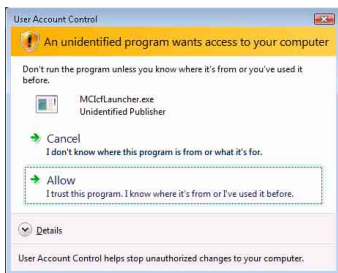 User Account Control
An unidentified program wants access to your computer
Don't run the program unless you know where it's from or you've used it
before.
MCIcfLauncher.exe
Unidentified Publisher
Cancel
I don't know where this program is from or what it's for.
Allow
I trust this program. I know where it's from or I've used it before.
Details
User Account Control helps stop unauthorized changes to your computer.